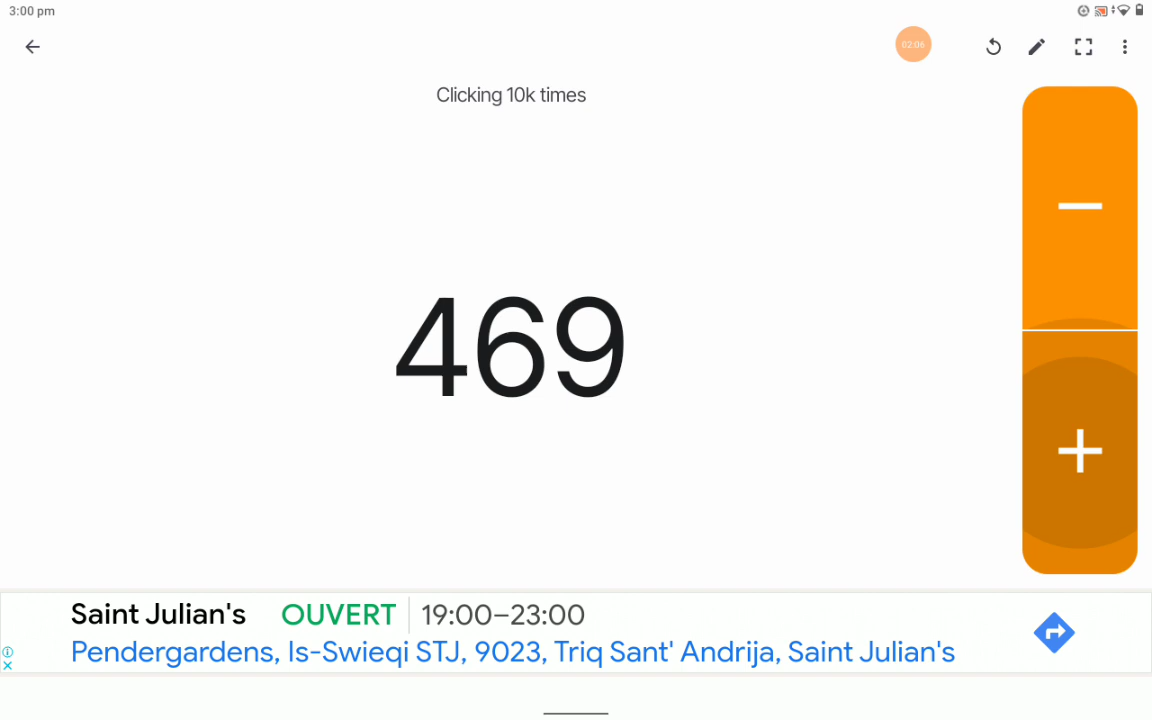 3:00 pm
02:06
Clicking 10k times
469
−
+
Saint Julian's OUVERT 19:00–23:00
Pendergardens, Is-Swieqi STJ, 9023, Triq Sant' Andrija, Saint Julian's